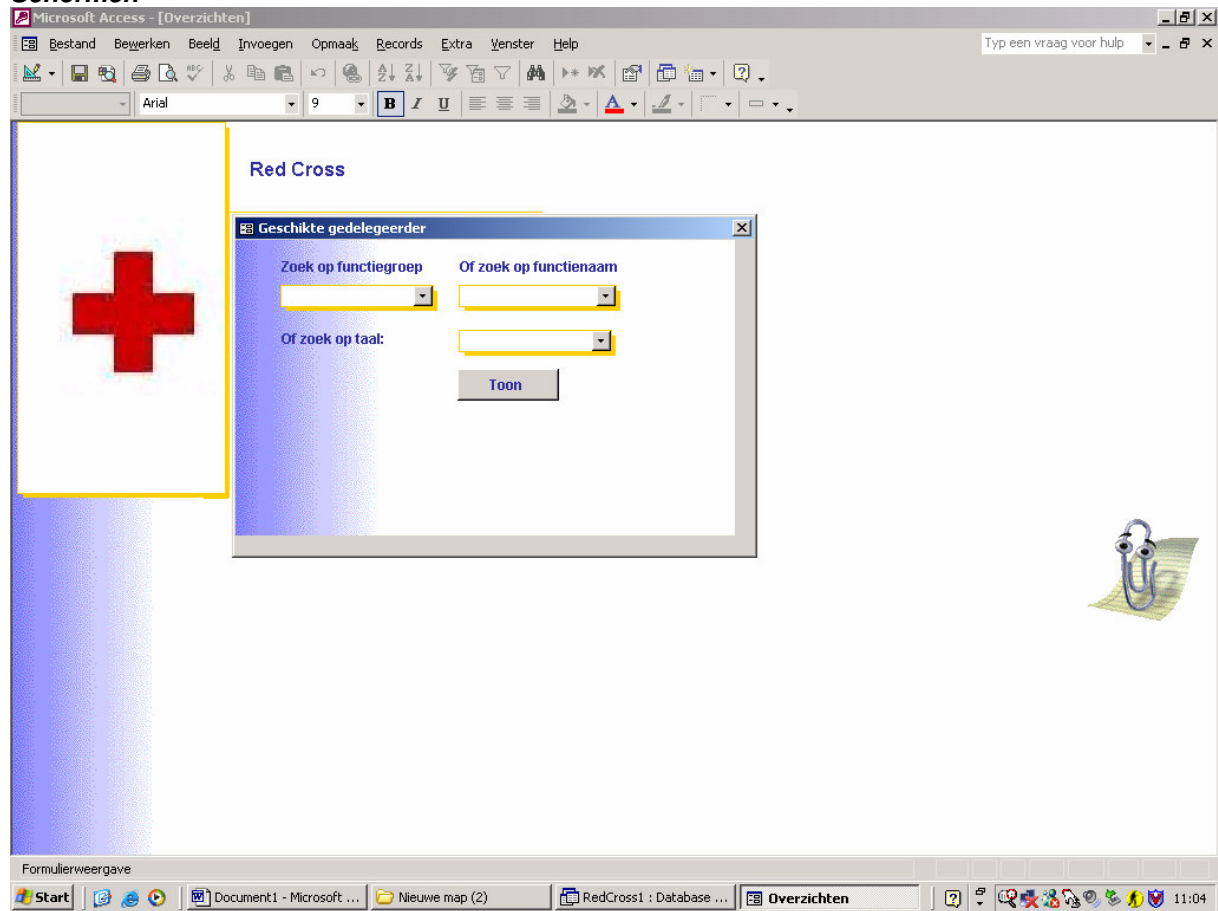 Microsoft Access - [Overzichten]
Bestand Bewerken Beeld Invoegen Opmaak Records Extra Venster Help Typ een vraag voor hulp
Arial 9 B I U A
Red Cross
Geschikte gedelegeerder
Zoek op functiegroep Of zoek op functienaam
Of zoek op taal:
Toon
Formulierweergave
Start Document1 - Microsoft ... Nieuwe map (2) RedCross1 : Database ... Overzichten 11:04